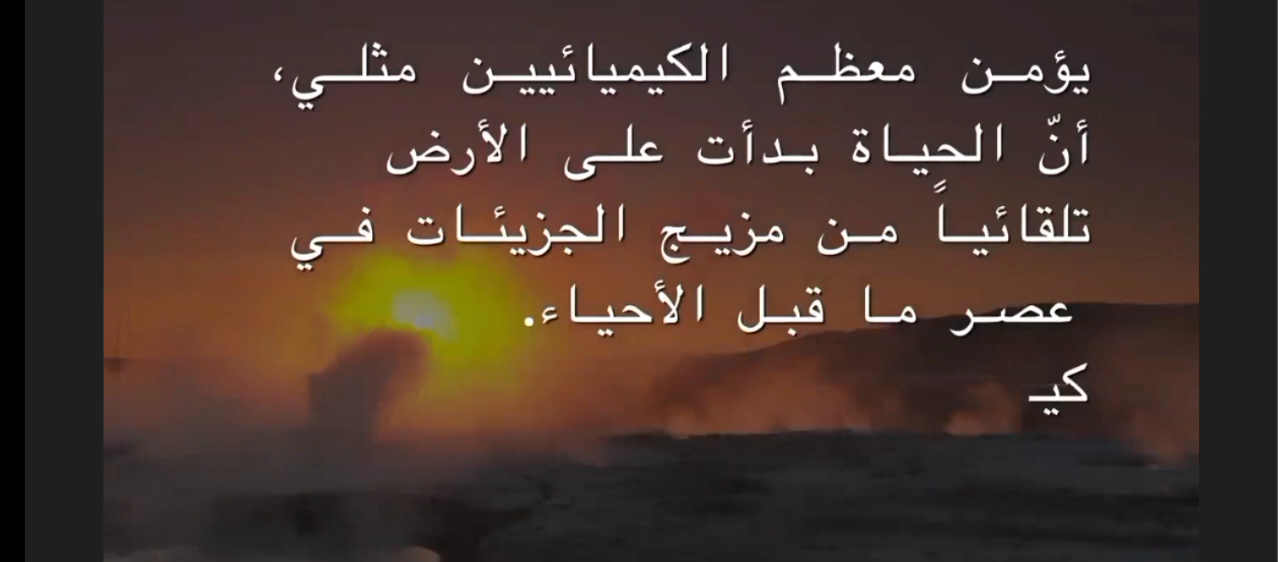 يؤمن معظم الكيميائيين مثلي،
أنّ الحياة بدأت على الأرض
تلقائياً من مزيج الجزيئات في
عصر ما قبل الأحياء.
كيـ